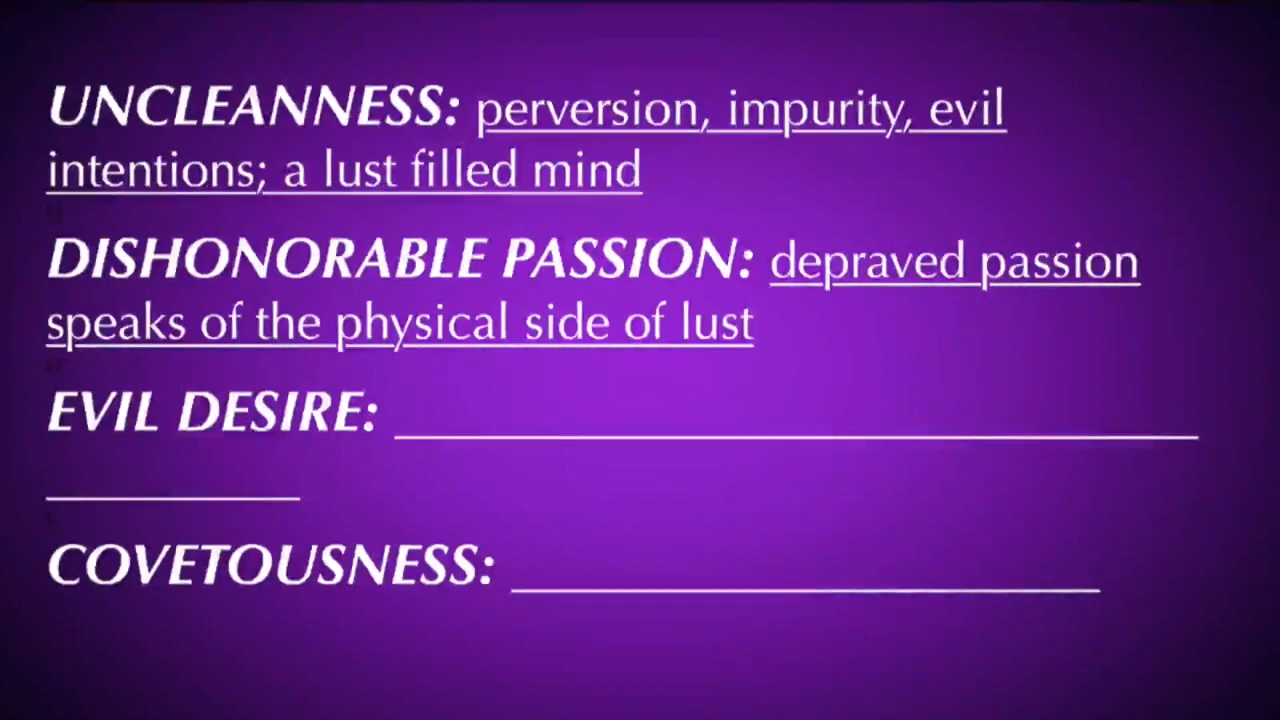 UNCLEANNESS: perversion, impurity, evil
intentions; a lust filled mind
DISHONORABLE PASSION: depraved passion
speaks of the physical side of lust
EVIL DESIRE:
COVETOUSNESS: